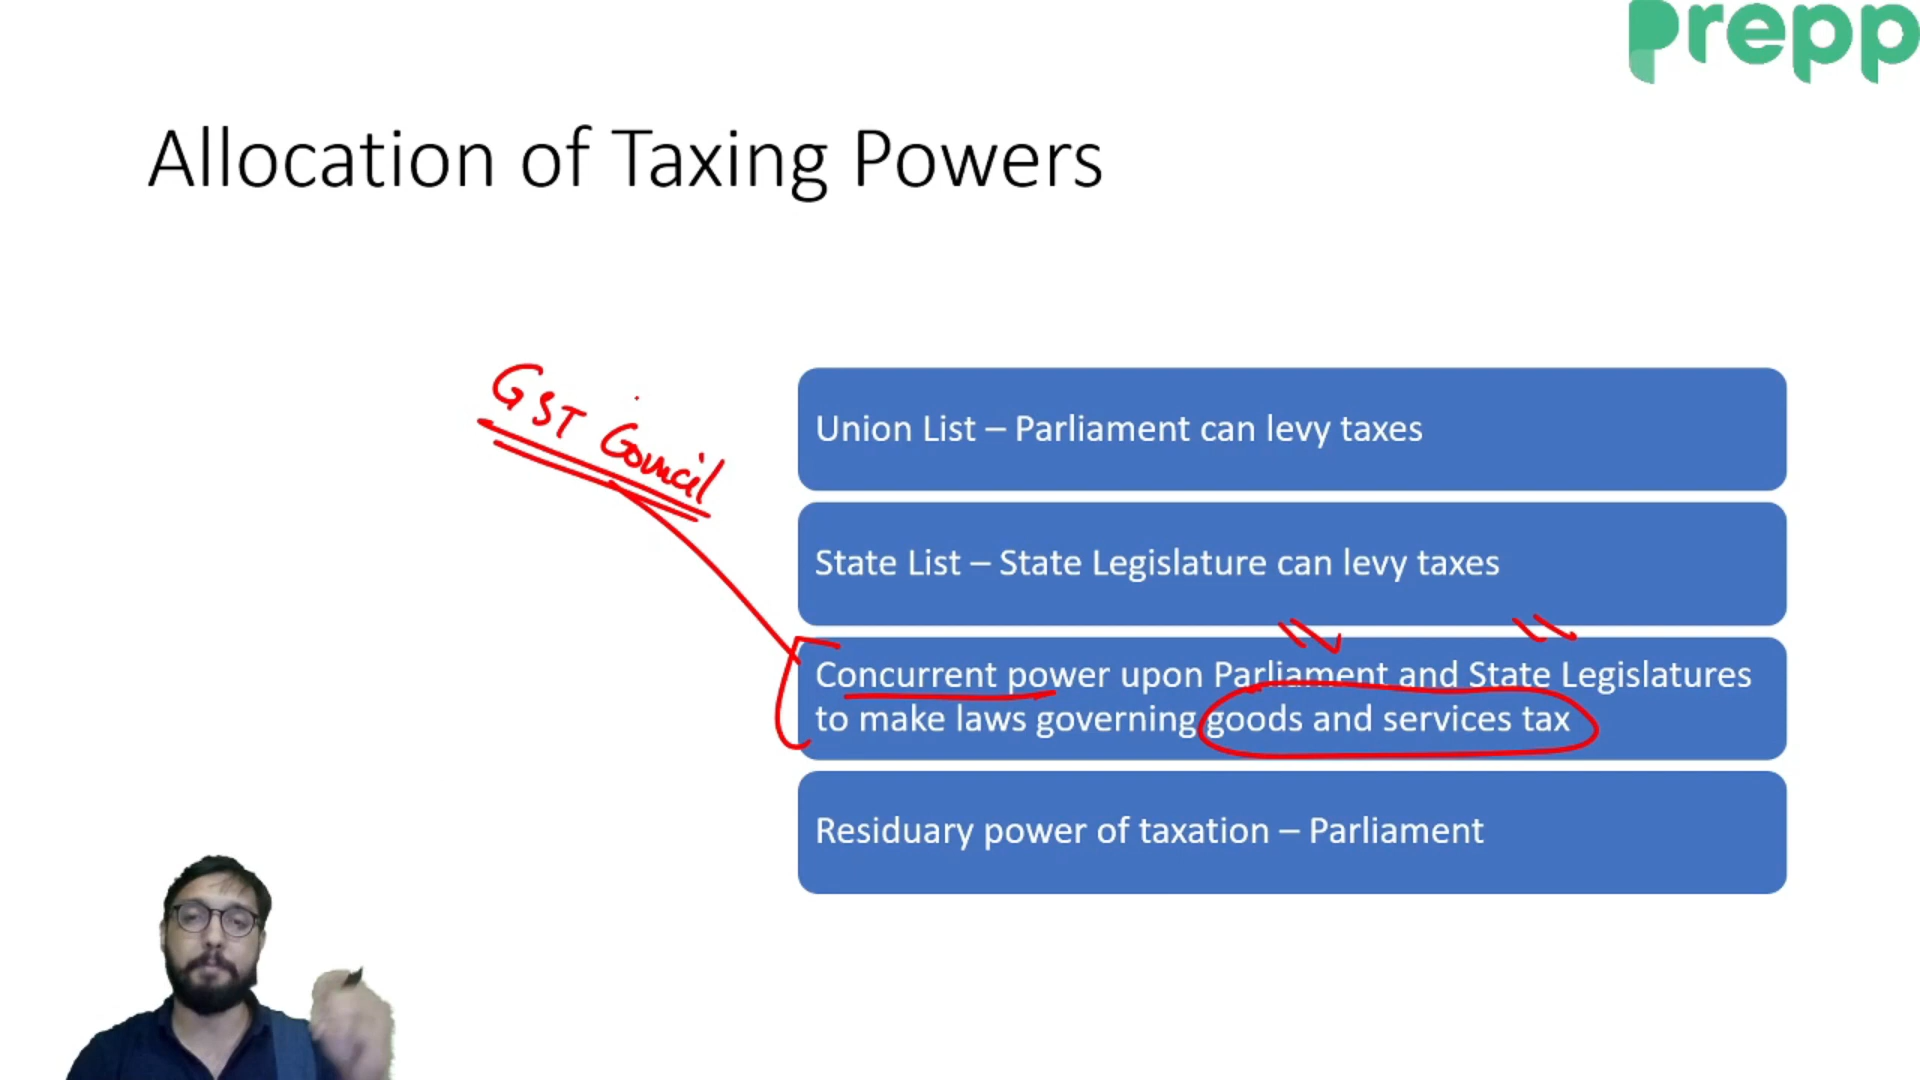 prepp
Allocation of Taxing Powers
GST Council
Union List – Parliament can levy taxes
State List – State Legislature can levy taxes
Concurrent power upon Parliament and State Legislatures
to make laws governing goods and services tax
Residuary power of taxation – Parliament